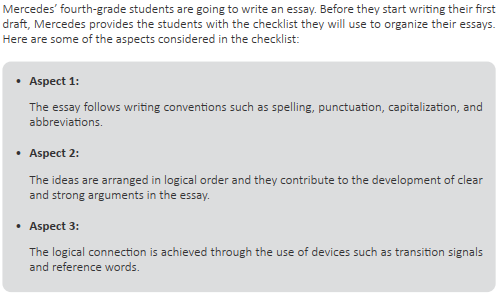 Mercedes' fourth-grade students are going to write an essay. Before they start writing their first
draft, Mercedes provides the students with the checklist they will use to organize their essays.
Here are some of the aspects considered in the checklist:
• Aspect 1:
The essay follows writing conventions such as spelling, punctuation, capitalization, and
abbreviations.
• Aspect 2:
The ideas are arranged in logical order and they contribute to the development of clear
and strong arguments in the essay.
• Aspect 3:
The logical connection is achieved through the use of devices such as transition signals
and reference words.